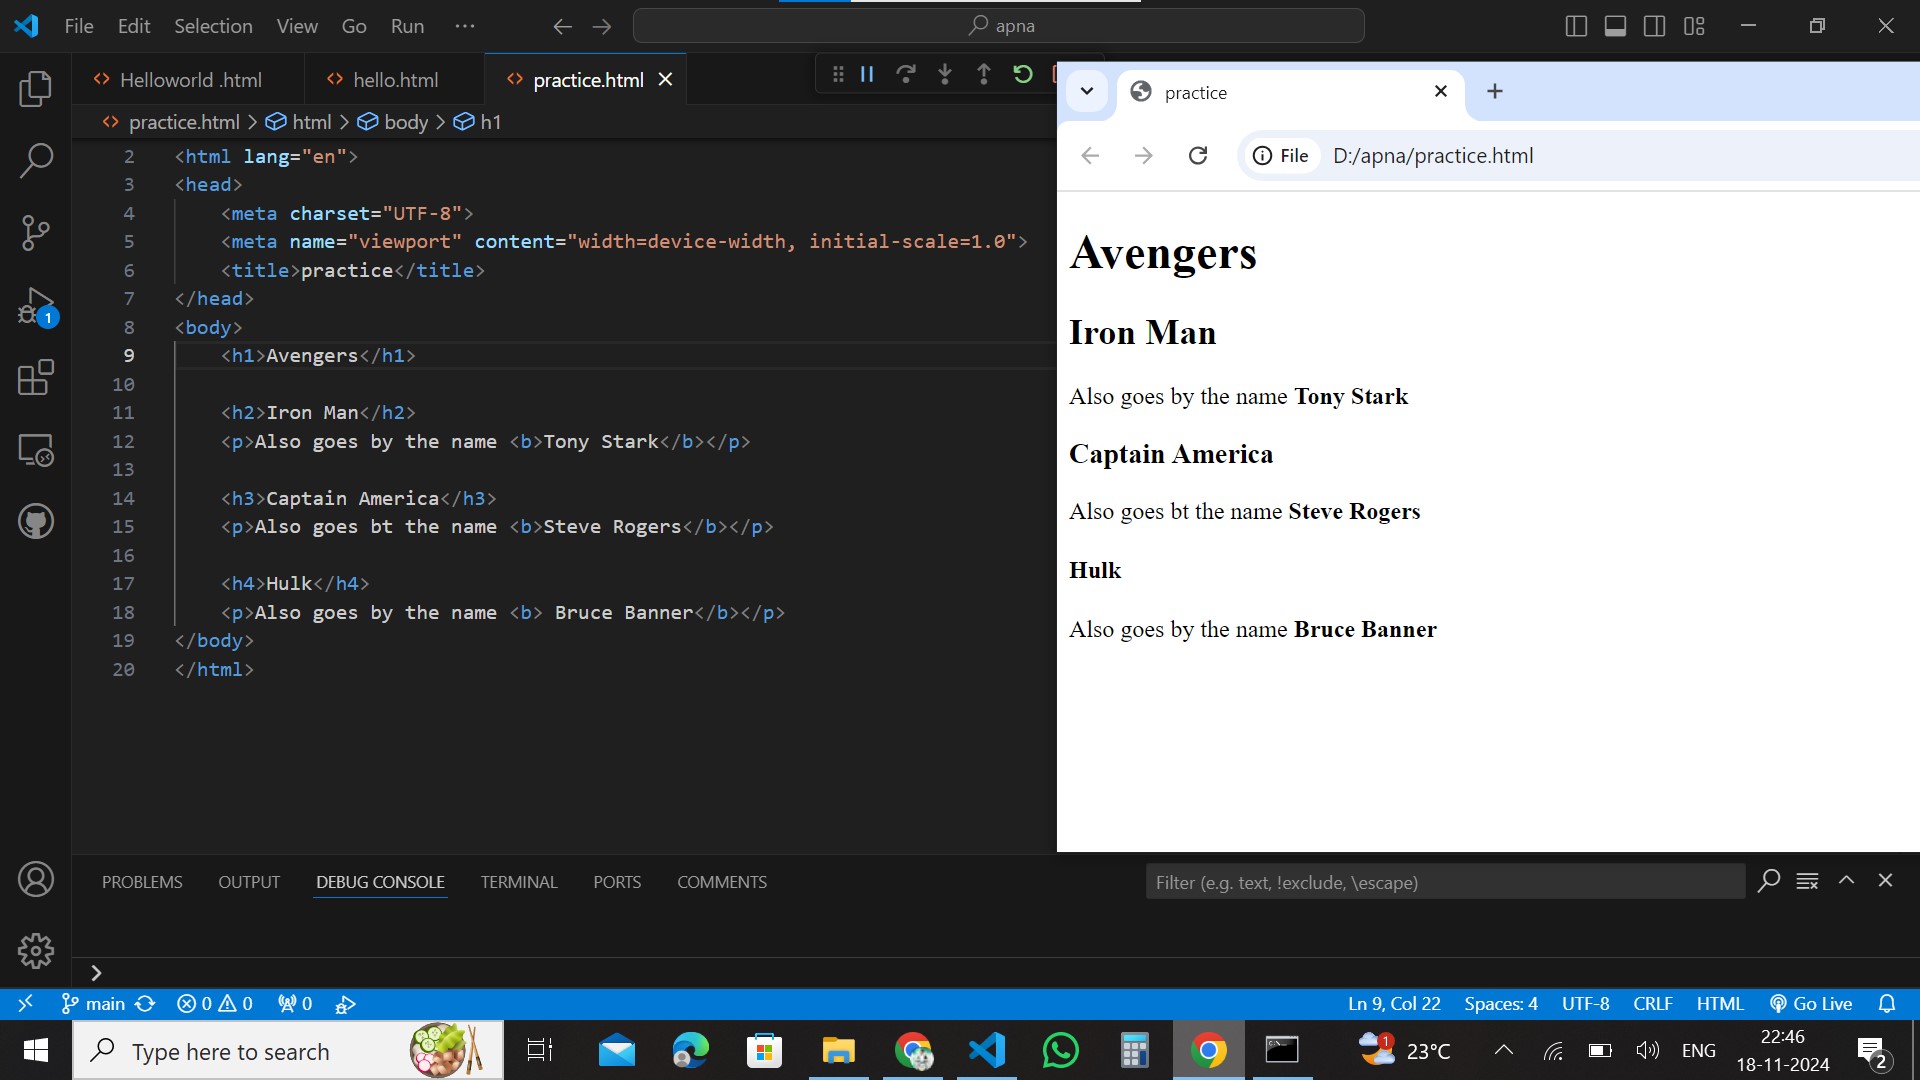 File Edit Selection View Go Run ··· apna
Helloworld .html hello.html practice.html
practice.html > html > body > h1
2 <html lang="en">
3 <head>
4 <meta charset="UTF-8">
5 <meta name="viewport" content="width=device-width, initial-scale=1.0">
6 <title>practice</title>
7 </head>
8 <body>
9 <h1>Avengers</h1>
10
11 <h2>Iron Man</h2>
12 <p>Also goes by the name <b>Tony Stark</b></p>
13
14 <h3>Captain America</h3>
15 <p>Also goes bt the name <b>Steve Rogers</b></p>
16
17 <h4>Hulk</h4>
18 <p>Also goes by the name <b> Bruce Banner</b></p>
19 </body>
20 </html>
practice
File D:/apna/practice.html
Avengers
Iron Man
Also goes by the name Tony Stark
Captain America
Also goes bt the name Steve Rogers
Hulk
Also goes by the name Bruce Banner
1
PROBLEMS OUTPUT DEBUG CONSOLE TERMINAL PORTS COMMENTS Filter (e.g. text, !exclude, \escape)
main 0 0 0 Ln 9, Col 22 Spaces: 4 UTF-8 CRLF HTML Go Live
Type here to search 1 23°C ENG 22:46
18-11-2024 2